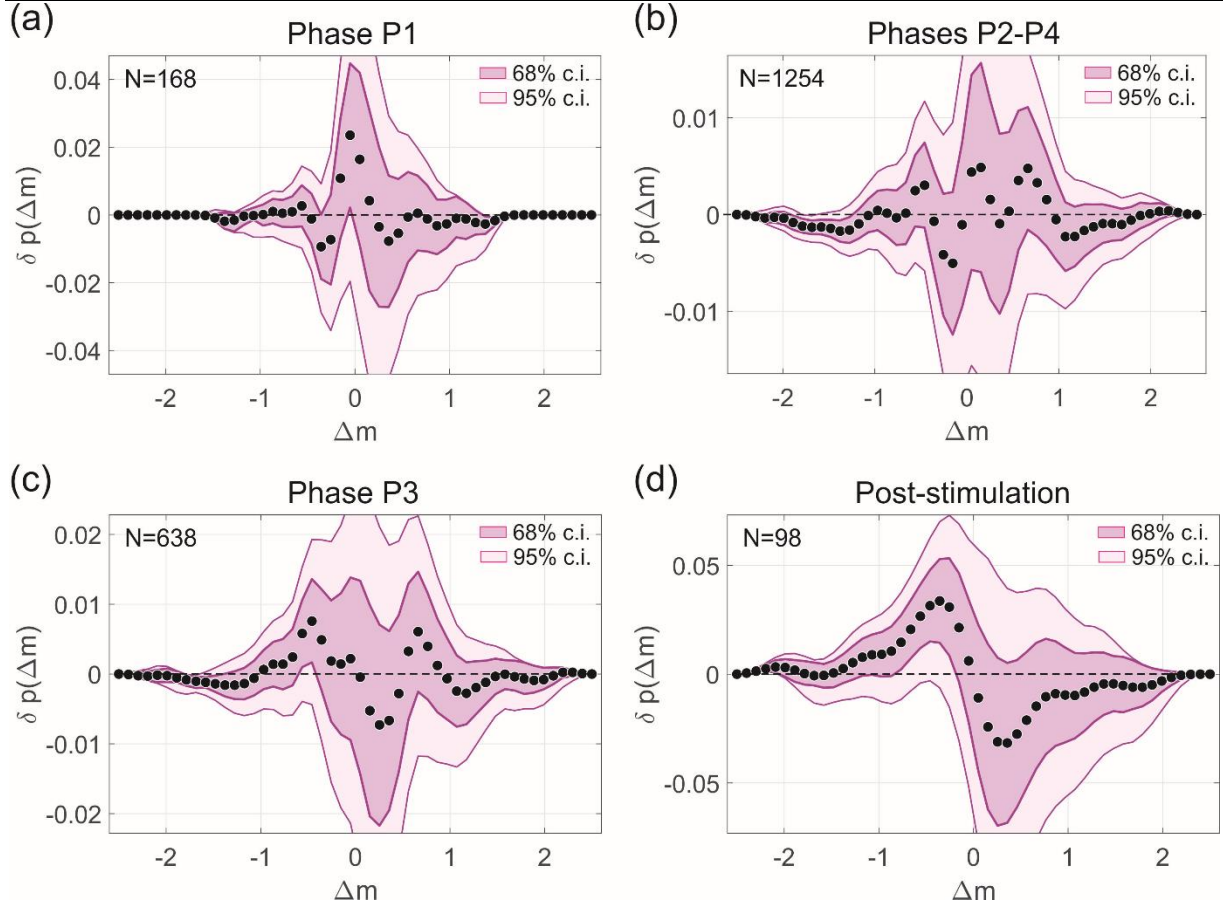 (a)
Phase P1
N=168
68% c.i.
95% c.i.
0.04
0.02
0
-0.02
-0.04
δ p(Δm)
-2 -1 0 1 2
Δm
(b)
Phases P2-P4
N=1254
68% c.i.
95% c.i.
0.01
0
-0.01
δ p(Δm)
-2 -1 0 1 2
Δm
(c)
Phase P3
N=638
68% c.i.
95% c.i.
0.02
0.01
0
-0.01
-0.02
δ p(Δm)
-2 -1 0 1 2
Δm
(d)
Post-stimulation
N=98
68% c.i.
95% c.i.
0.05
0
-0.05
δ p(Δm)
-2 -1 0 1 2
Δm